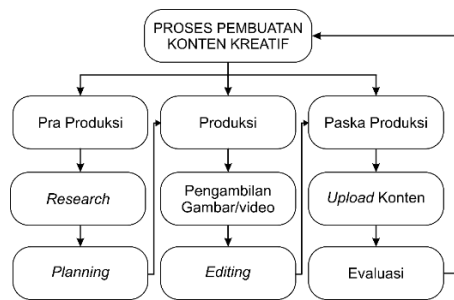 PROSES PEMBUATAN
KONTEN KREATIF
Pra Produksi
Produksi
Paska Produksi
Research
Pengambilan
Gambar/video
Upload Konten
Planning
Editing
Evaluasi